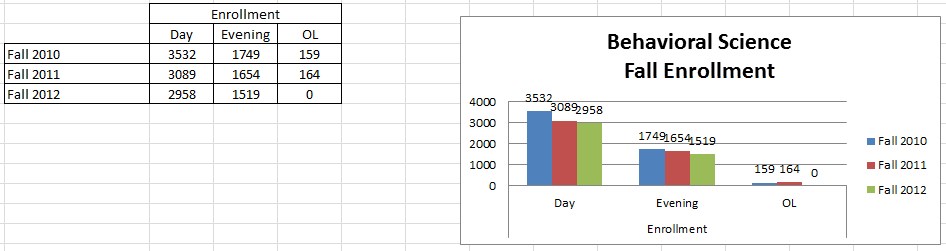 Enrollment
Day Evening OL
Fall 2010 3532 1749 159
Fall 2011 3089 1654 164
Fall 2012 2958 1519 0
Behavioral Science
Fall Enrollment
4000
3000
2000
1000
0
3532 3089 2958
1749 1654 1519
159 164 0
Day Evening OL
Enrollment
Fall 2010
Fall 2011
Fall 2012